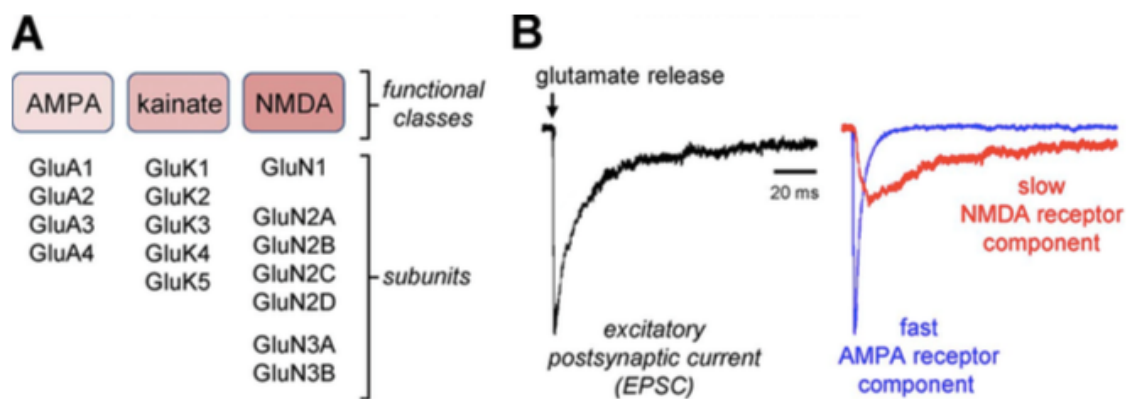 A
AMPA
kainate
NMDA
functional
classes
GluA1
GluA2
GluA3
GluA4
GluK1
GluK2
GluK3
GluK4
GluK5
GluN1
GluN2A
GluN2B
GluN2C
GluN2D
GluN3A
GluN3B
subunits
B
glutamate release
20 ms
excitatory
postsynaptic current
(EPSC)
slow
NMDA receptor
component
fast
AMPA receptor
component